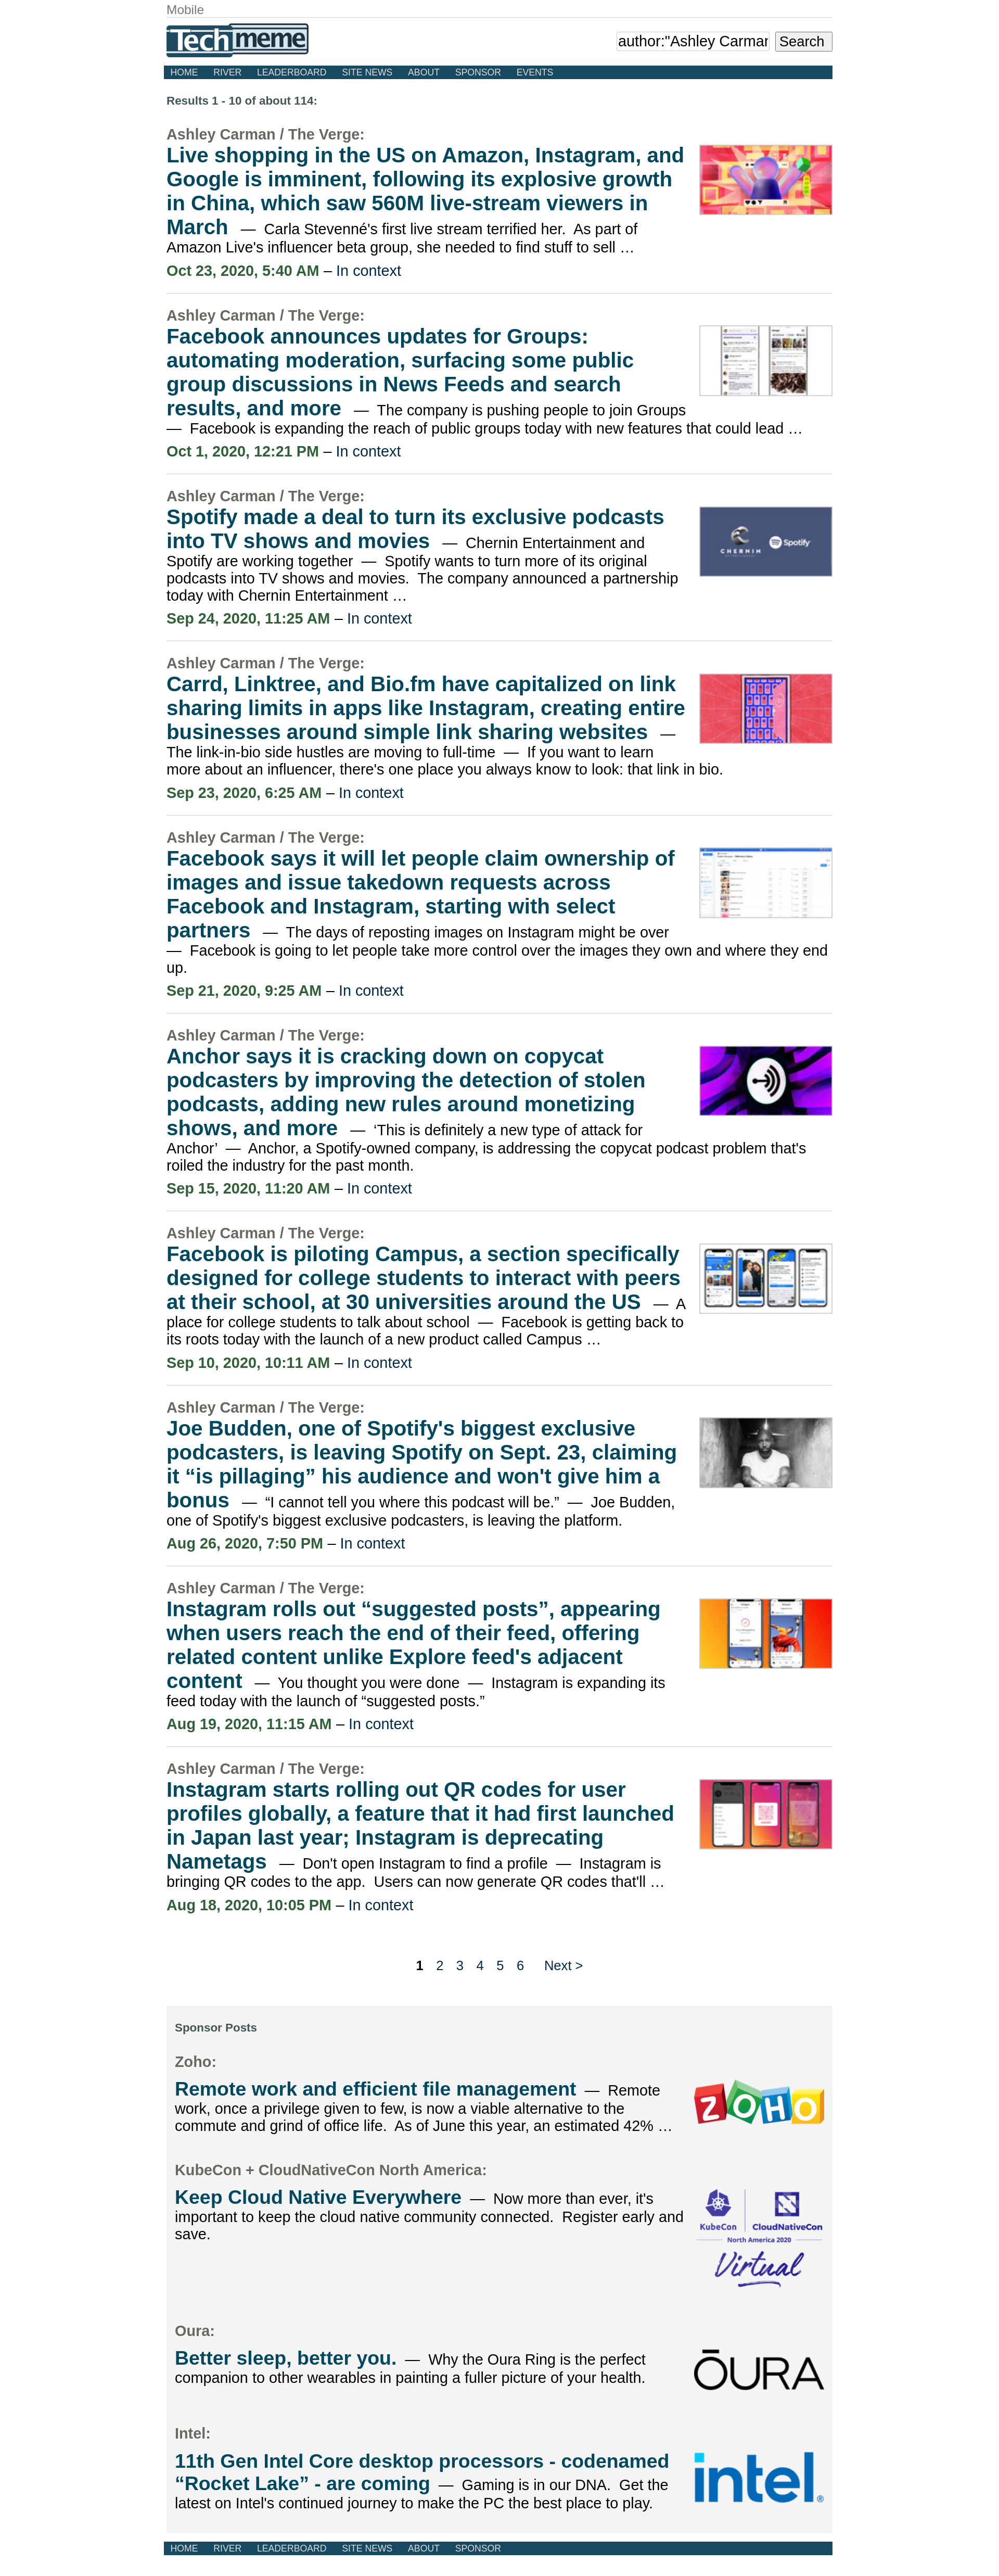 Mobile
Techmeme
author:"Ashley Carmar
Search
HOME RIVER LEADERBOARD SITE NEWS ABOUT SPONSOR EVENTS
Results 1 - 10 of about 114:
Ashley Carman / The Verge:
Live shopping in the US on Amazon, Instagram, and
Google is imminent, following its explosive growth
in China, which saw 560M live-stream viewers in
March — Carla Stevenné's first live stream terrified her. As part of
Amazon Live's influencer beta group, she needed to find stuff to sell …
Oct 23, 2020, 5:40 AM – In context
Ashley Carman / The Verge:
Facebook announces updates for Groups:
automating moderation, surfacing some public
group discussions in News Feeds and search
results, and more — The company is pushing people to join Groups
— Facebook is expanding the reach of public groups today with new features that could lead …
Oct 1, 2020, 12:21 PM – In context
Ashley Carman / The Verge:
Spotify made a deal to turn its exclusive podcasts
into TV shows and movies — Chernin Entertainment and
Spotify are working together — Spotify wants to turn more of its original
podcasts into TV shows and movies. The company announced a partnership
today with Chernin Entertainment …
CHERNIN Spotify
Sep 24, 2020, 11:25 AM – In context
Ashley Carman / The Verge:
Carrd, Linktree, and Bio.fm have capitalized on link
sharing limits in apps like Instagram, creating entire
businesses around simple link sharing websites —
The link-in-bio side hustles are moving to full-time — If you want to learn
more about an influencer, there's one place you always know to look: that link in bio.
Sep 23, 2020, 6:25 AM – In context
Ashley Carman / The Verge:
Facebook says it will let people claim ownership of
images and issue takedown requests across
Facebook and Instagram, starting with select
partners — The days of reposting images on Instagram might be over
— Facebook is going to let people take more control over the images they own and where they end
up.
Sep 21, 2020, 9:25 AM – In context
Ashley Carman / The Verge:
Anchor says it is cracking down on copycat
podcasters by improving the detection of stolen
podcasts, adding new rules around monetizing
shows, and more — ‘This is definitely a new type of attack for
Anchor’ — Anchor, a Spotify-owned company, is addressing the copycat podcast problem that's
roiled the industry for the past month.
Sep 15, 2020, 11:20 AM – In context
Ashley Carman / The Verge:
Facebook is piloting Campus, a section specifically
designed for college students to interact with peers
at their school, at 30 universities around the US — A
place for college students to talk about school — Facebook is getting back to
its roots today with the launch of a new product called Campus …
Sep 10, 2020, 10:11 AM – In context
Ashley Carman / The Verge:
Joe Budden, one of Spotify's biggest exclusive
podcasters, is leaving Spotify on Sept. 23, claiming
it “is pillaging” his audience and won't give him a
bonus — “I cannot tell you where this podcast will be.” — Joe Budden,
one of Spotify's biggest exclusive podcasters, is leaving the platform.
Aug 26, 2020, 7:50 PM – In context
Ashley Carman / The Verge:
Instagram rolls out “suggested posts”, appearing
when users reach the end of their feed, offering
related content unlike Explore feed's adjacent
content — You thought you were done — Instagram is expanding its
feed today with the launch of “suggested posts.”
Aug 19, 2020, 11:15 AM – In context
Ashley Carman / The Verge:
Instagram starts rolling out QR codes for user
profiles globally, a feature that it had first launched
in Japan last year; Instagram is deprecating
Nametags — Don't open Instagram to find a profile — Instagram is
bringing QR codes to the app. Users can now generate QR codes that'll …
Aug 18, 2020, 10:05 PM – In context
1 2 3 4 5 6 Next >
Sponsor Posts
Zoho:
Remote work and efficient file management — Remote
work, once a privilege given to few, is now a viable alternative to the
commute and grind of office life. As of June this year, an estimated 42% …
ZOHO
KubeCon + CloudNativeCon North America:
Keep Cloud Native Everywhere — Now more than ever, it's
important to keep the cloud native community connected. Register early and
save.
KubeCon CloudNativeCon
North America 2020
Virtual
Oura:
Better sleep, better you. — Why the Oura Ring is the perfect
companion to other wearables in painting a fuller picture of your health.
ŌURA
Intel:
11th Gen Intel Core desktop processors - codenamed
“Rocket Lake” - are coming — Gaming is in our DNA. Get the
latest on Intel's continued journey to make the PC the best place to play.
intel®
HOME RIVER LEADERBOARD SITE NEWS ABOUT SPONSOR